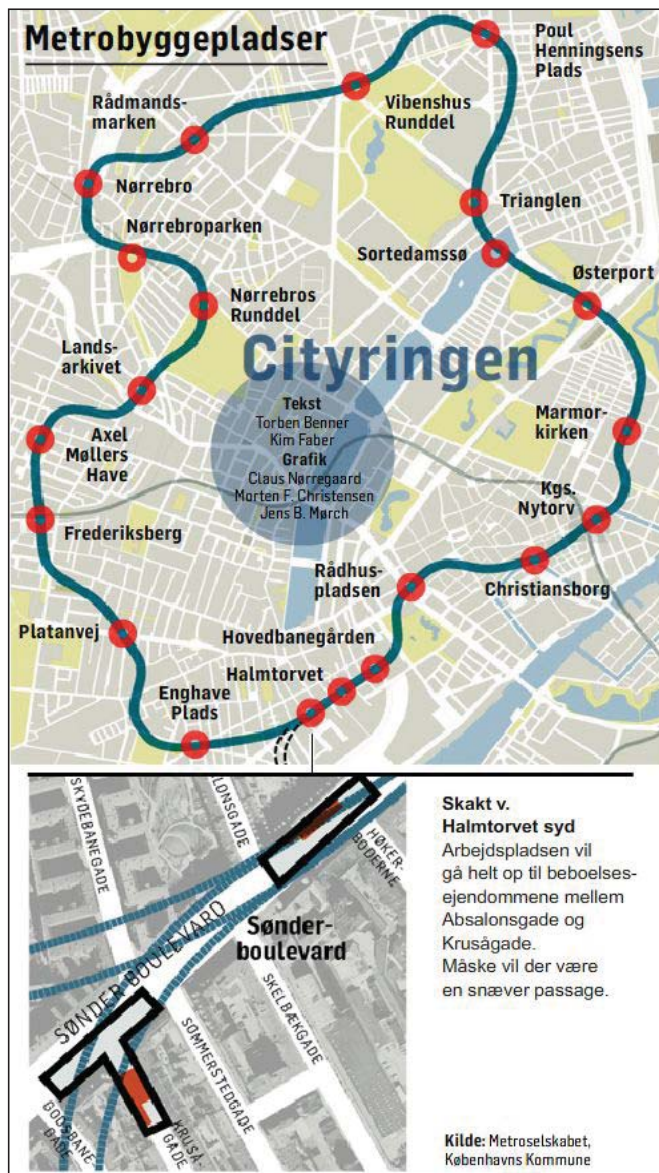 Metrobyggepladser
Poul
Henningsens
Plads
Rådmands-
marken
Vibenshus
Runddel
Nørrebro
Trianglen
Nørrebroparken
Sortedamssø
Østerport
Nørrebros
Runddel
Lands-
arkivet
Cityringen
Tekst
Torben Benner
Kim Faber
Grafik
Claus Nørregaard
Morten F. Christensen
Jens B. Mørch
Marmor-
kirken
Axel
Møllers
Have
Kgs.
Nytorv
Frederiksberg
Rådhus-
pladsen
Christiansborg
Platanvej
Hovedbanegården
Halmtorvet
Enghave
Plads
SKYDEBANEGADE
LONSGADE
HØKER-
BODERNE
SØNDER BOULEVARD
Sønder-
boulevard
SKELBÆKGADE
SOMMERSTEDGADE
GODSBANE-
GADE
KRUSÅ-
GADE
Skakt v.
Halmtorvet syd
Arbejdspladsen vil
gå helt op til beboelses-
ejendommene mellem
Absalonsgade og
Krusågade.
Måske vil der være
en snæver passage.
Kilde: Metroselskabet,
Københavns Kommune